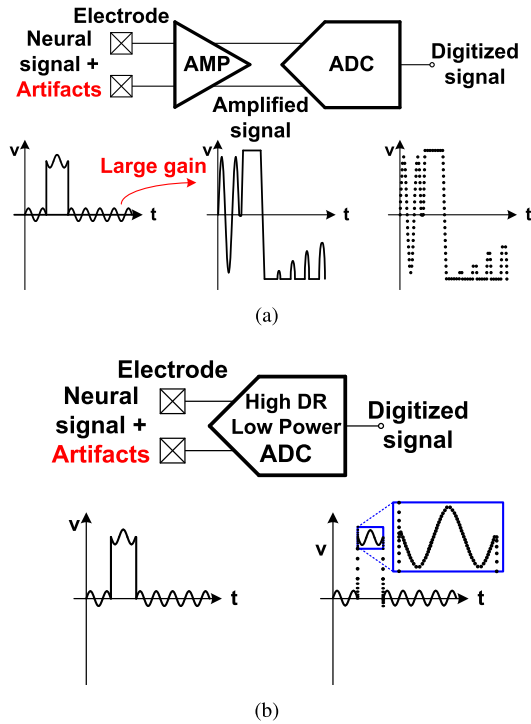 Electrode
Neural
signal +
Artifacts
AMP
ADC
Digitized
signal
Amplified
signal
v
Large gain
t
v
t
v
t
(a)
Electrode
Neural
signal +
Artifacts
High DR
Low Power
ADC
Digitized
signal
v
t
v
t
(b)